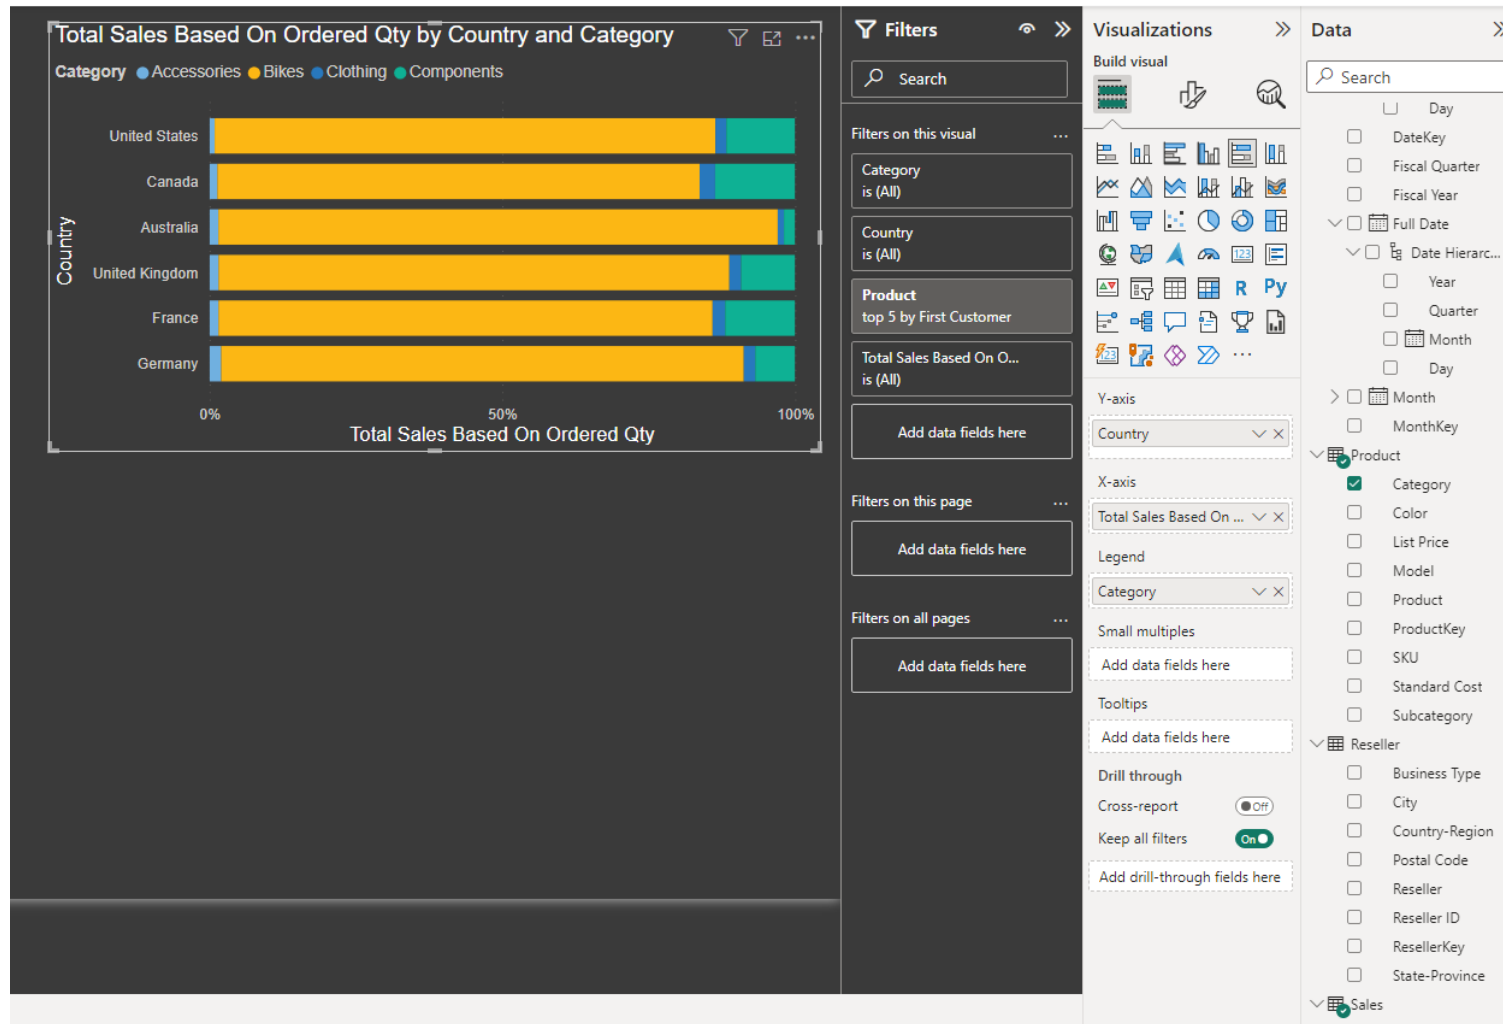 Total Sales Based On Ordered Qty by Country and Category
Category Accessories Bikes Clothing Components
Country
United States
Canada
Australia
United Kingdom
France
Germany
0% 50% 100%
Total Sales Based On Ordered Qty
Filters
Search
Filters on this visual ...
Category
is (All)
Country
is (All)
Product
top 5 by First Customer
Total Sales Based On O...
is (All)
Add data fields here
Filters on this page ...
Add data fields here
Filters on all pages ...
Add data fields here
Visualizations
Build visual
123
R Py
123
...
Y-axis
Country
X-axis
Total Sales Based On ...
Legend
Category
Small multiples
Add data fields here
Tooltips
Add data fields here
Drill through
Cross-report Off
Keep all filters On
Add drill-through fields here
Data
Search
Day
DateKey
Fiscal Quarter
Fiscal Year
Full Date
Date Hierarc...
Year
Quarter
Month
Day
Month
MonthKey
Product
Category
Color
List Price
Model
Product
ProductKey
SKU
Standard Cost
Subcategory
Reseller
Business Type
City
Country-Region
Postal Code
Reseller
Reseller ID
ResellerKey
State-Province
Sales